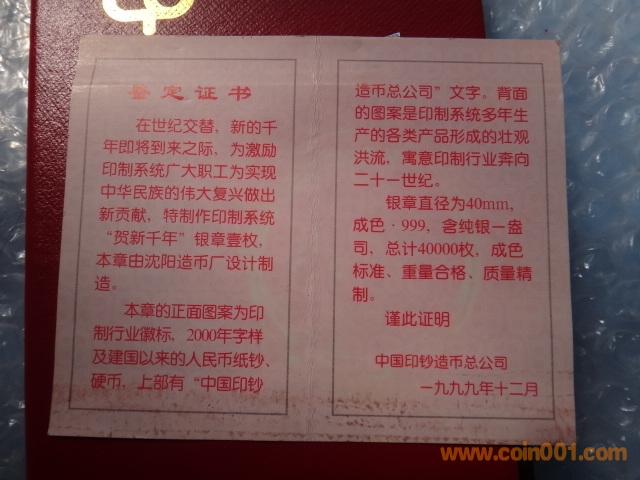 鉴定证书
在世纪交替，新的千
年即将到来之际，为激励
印制系统广大职工为实现
中华民族的伟大复兴做出
新贡献，特制作印制系统
“贺新千年”银章壹枚，
本章由沈阳造币厂设计制
造。
本章的正面图案为印
制行业徽标，2000年字样
及建国以来的人民币纸钞、
硬币，上部有“中国印钞
造币总公司”文字。背面
的图案是印制系统多年生
产的各类产品形成的壮观
洪流，寓意印制行业奔向
二十一世纪。
银章直径为40mm，
成色·999，含纯银一盎
司，总计40000枚，成色
标准、重量合格、质量精
制。
谨此证明
中国印钞造币总公司
一九九九年十二月
www.coin001.com